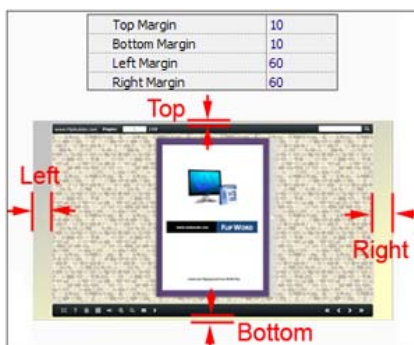 Top Margin 10
Bottom Margin 10
Left Margin 60
Right Margin 60
Top
Left
Right
FLIP WORD
Bottom